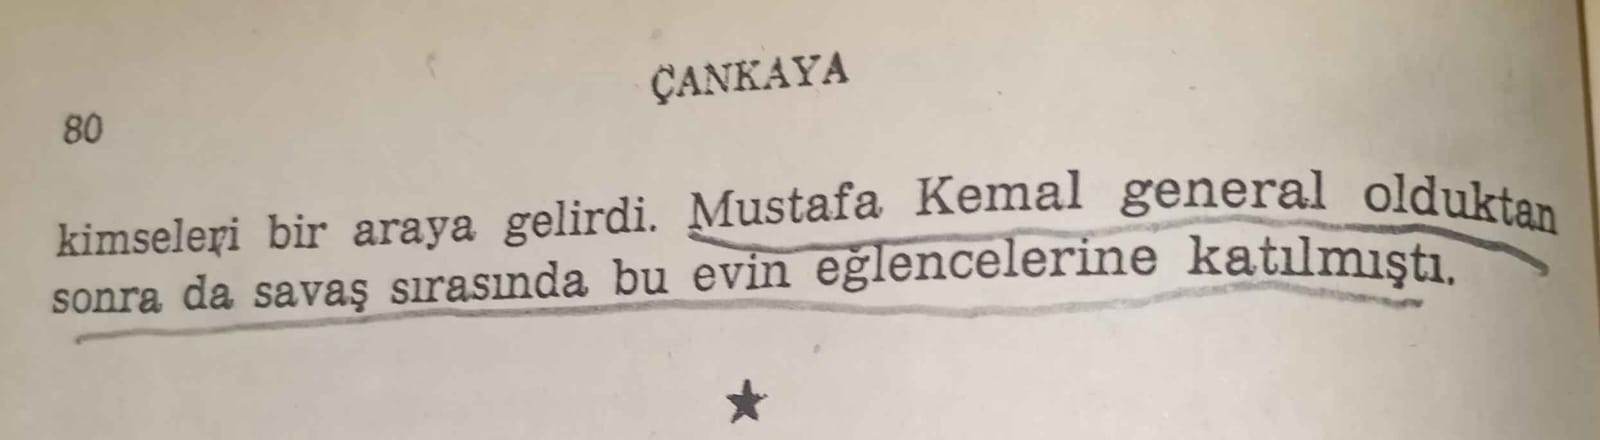 ÇANKAYA
80
kimseleri bir araya gelirdi. Mustafa Kemal general olduktan
sonra da savaş sırasında bu evin eğlencelerine katılmıştı.